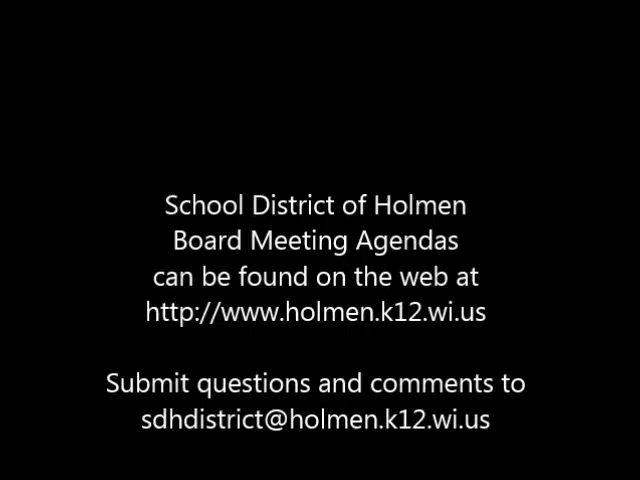 School District of Holmen
Board Meeting Agendas
can be found on the web at
http://www.holmen.k12.wi.us
Submit questions and comments to
sdhdistrict@holmen.k12.wi.us